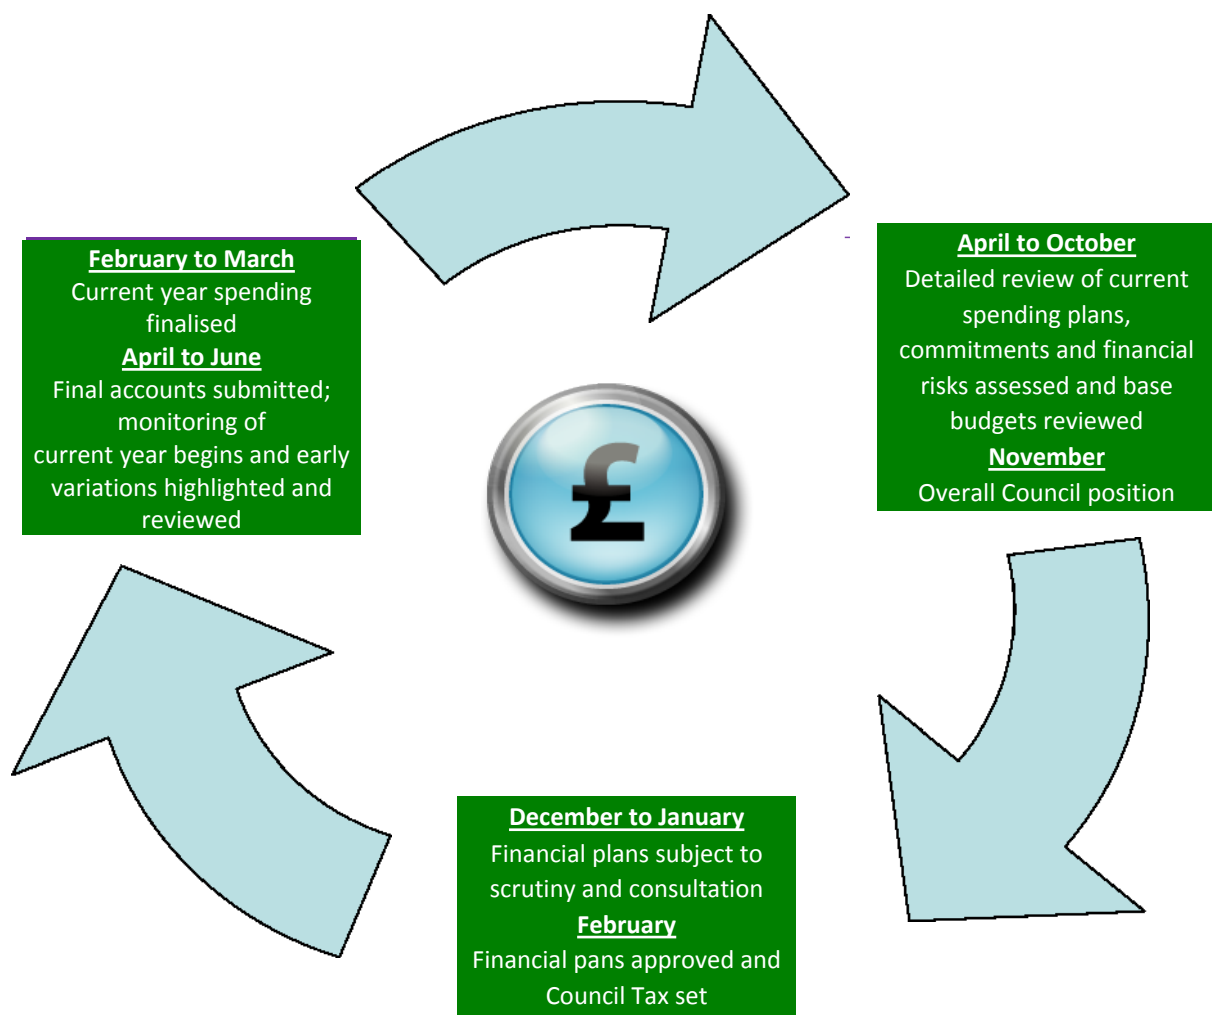 February to March
Current year spending
finalised
April to June
Final accounts submitted;
monitoring of
current year begins and early
variations highlighted and
reviewed
£
April to October
Detailed review of current
spending plans,
commitments and financial
risks assessed and base
budgets reviewed
November
Overall Council position
December to January
Financial plans subject to
scrutiny and consultation
February
Financial pans approved and
Council Tax set